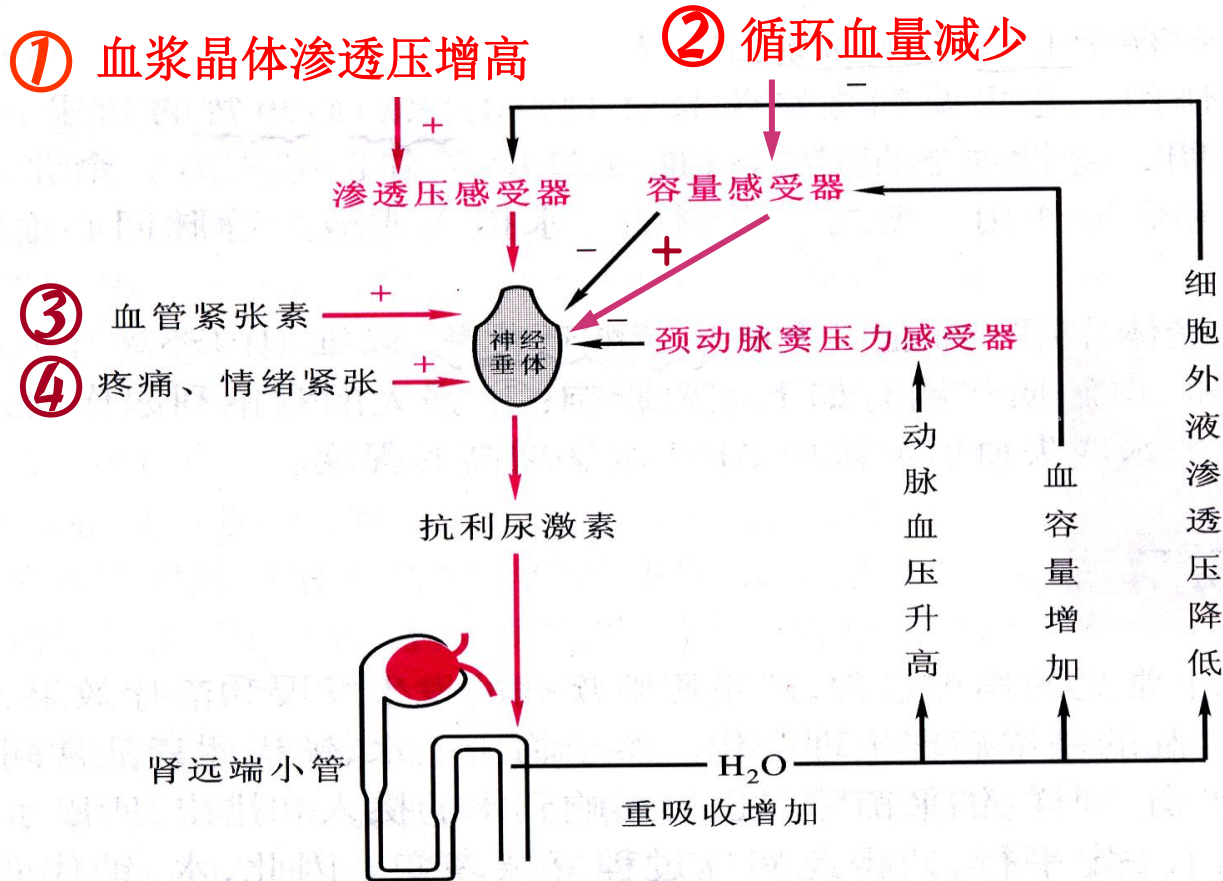 ① 血浆晶体渗透压增高
② 循环血量减少
−
+
渗透压感受器
容量感受器
−
+
③ 血管紧张素
+
神经
垂体
−
颈动脉窦压力感受器
④ 疼痛、情绪紧张
+
抗利尿激素
动脉血压升高
血容量增加
细胞外液渗透压降低
肾远端小管
H₂O
重吸收增加